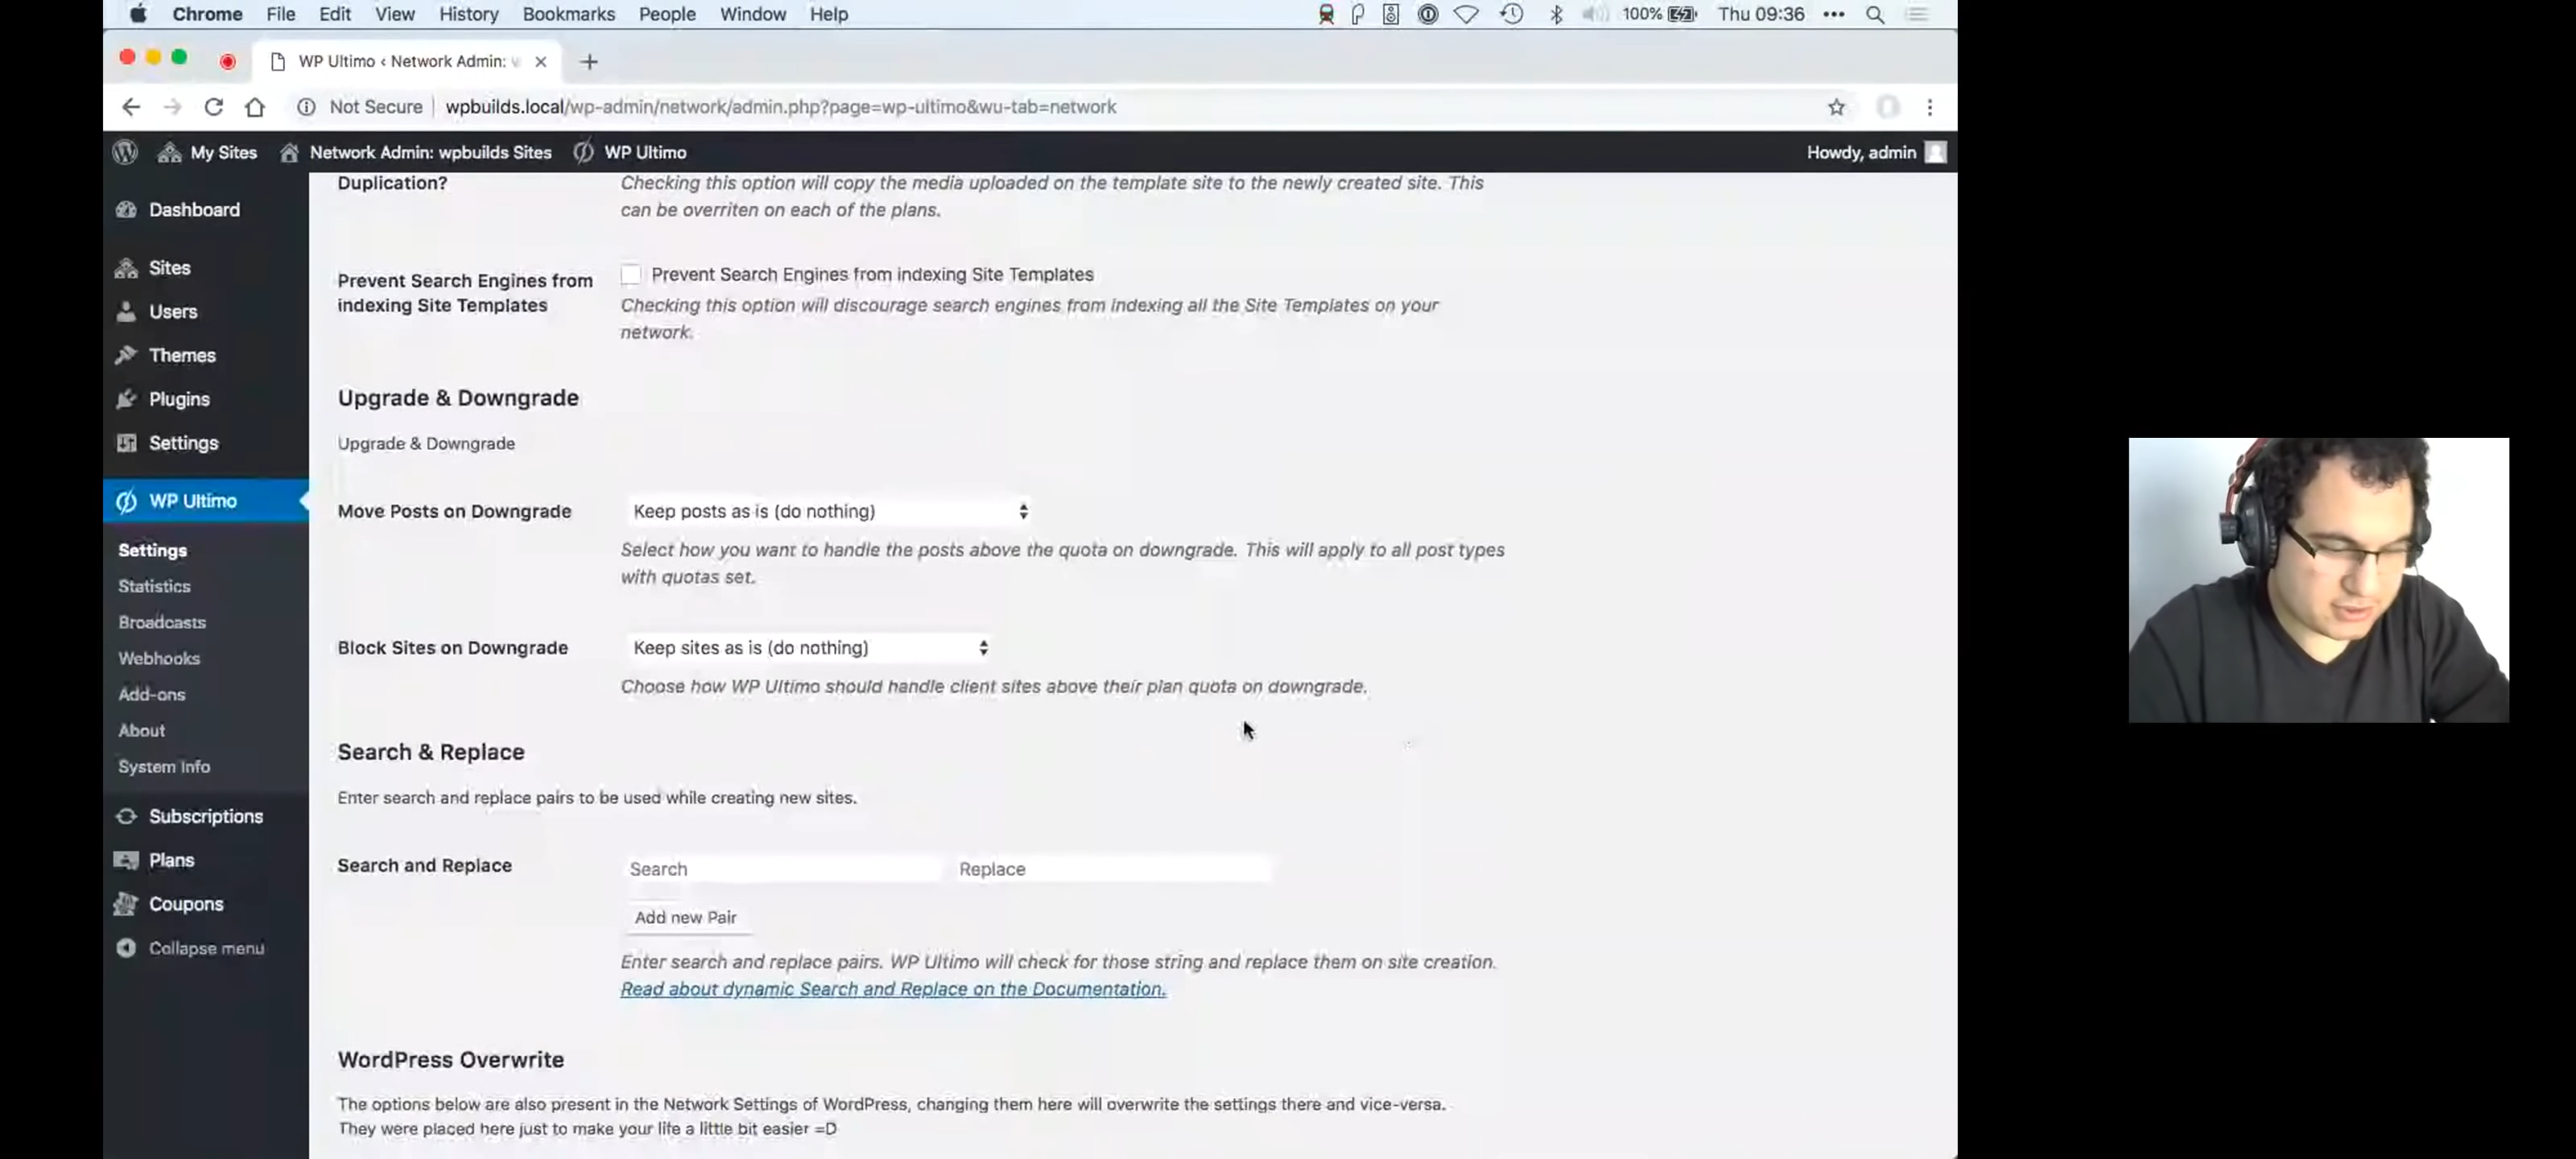 Chrome File Edit View History Bookmarks People Window Help 100% Thu 09:36
WP Ultimo ‹ Network Admin:
Not Secure | wpbuilds.local/wp-admin/network/admin.php?page=wp-ultimo&wu-tab=network
My Sites Network Admin: wpbuilds Sites WP Ultimo Howdy, admin
Dashboard
Sites
Users
Themes
Plugins
Settings
WP Ultimo
Settings
Statistics
Broadcasts
Webhooks
Add-ons
About
System Info
Subscriptions
Plans
Coupons
Collapse menu
Duplication?
Checking this option will copy the media uploaded on the template site to the newly created site. This
can be overriten on each of the plans.
Prevent Search Engines from
indexing Site Templates
Prevent Search Engines from indexing Site Templates
Checking this option will discourage search engines from indexing all the Site Templates on your
network.
Upgrade & Downgrade
Upgrade & Downgrade
Move Posts on Downgrade
Keep posts as is (do nothing)
Select how you want to handle the posts above the quota on downgrade. This will apply to all post types
with quotas set.
Block Sites on Downgrade
Keep sites as is (do nothing)
Choose how WP Ultimo should handle client sites above their plan quota on downgrade.
Search & Replace
Enter search and replace pairs to be used while creating new sites.
Search and Replace
Search Replace
Add new Pair
Enter search and replace pairs. WP Ultimo will check for those string and replace them on site creation.
Read about dynamic Search and Replace on the Documentation.
WordPress Overwrite
The options below are also present in the Network Settings of WordPress, changing them here will overwrite the settings there and vice-versa.
They were placed here just to make your life a little bit easier =D